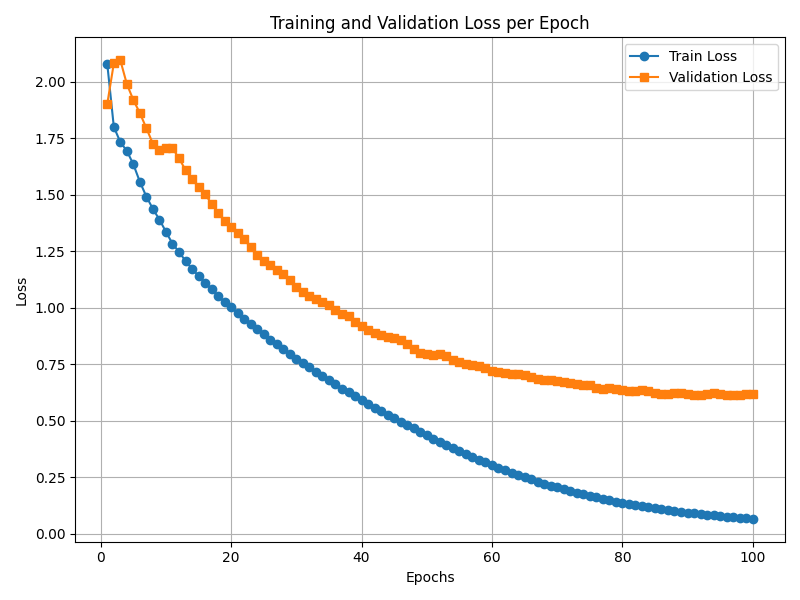 Training and Validation Loss per Epoch
Train Loss
Validation Loss
2.00
1.75
1.50
1.25
1.00
0.75
0.50
0.25
0.00
Loss
0 20 40 60 80 100
Epochs